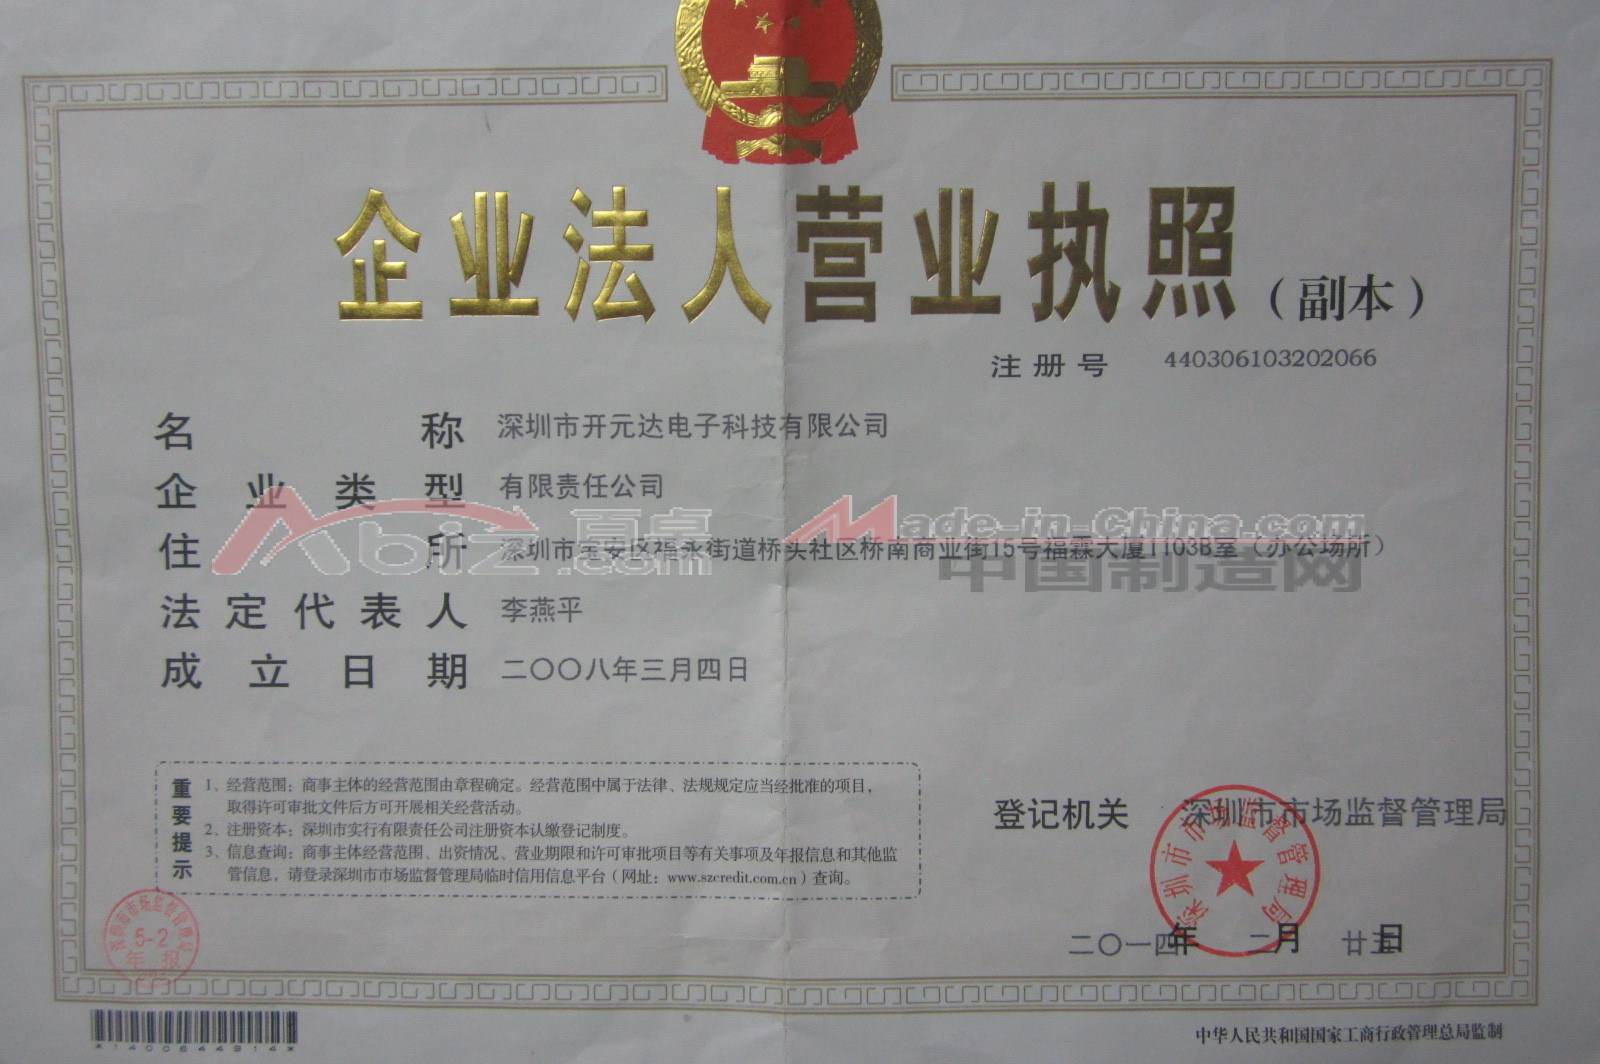 企业法人营业执照（副本）
注册号 440306103202066
名称 深圳市开元达电子科技有限公司
企业类型 有限责任公司
Abiz 百卓 .com
Made-in-China.com
中国制造网
住所 深圳市宝安区福永街道桥头社区桥南商业街15号福霖大厦1103B室（办公场所）
法定代表人 李燕平
成立日期 二〇〇八年三月四日
重要提示
1、经营范围：商事主体的经营范围由章程确定。经营范围中属于法律、法规规定应当经批准的项目，
取得许可审批文件后方可开展相关经营活动。
2、注册资本：深圳市实行有限责任公司注册资本认缴登记制度。
3、信息查询：商事主体经营范围、出资情况、营业期限和许可审批项目等有关事项及年报信息和其他监
管信息，请登录深圳市市场监督管理局临时信用信息平台（网址：www.szcredit.com.cn）查询。
登记机关 深圳市市场监督管理局
深圳市市场监督管理局
二〇一四年 二月 廿五日
深圳市市场监督管理局
5-2
年报
*1400644914*
中华人民共和国国家工商行政管理总局监制